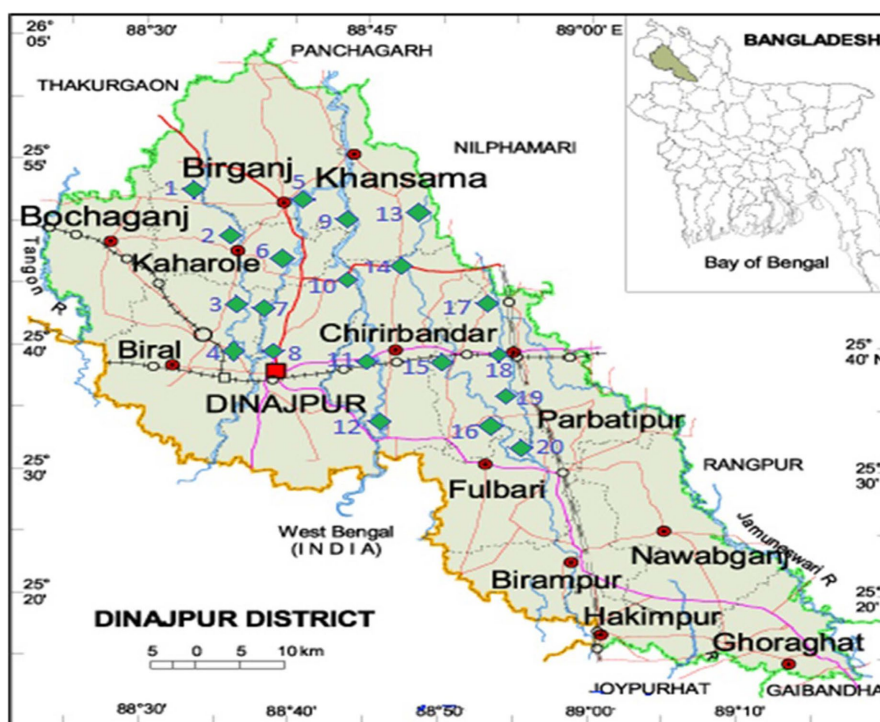 26
05'
88°30'
88°45'
89°00' E
PANCHAGARH
BANGLADESH
THAKURGAON
25°
55'
NILPHAMARI
Birganj
Khansama
1
5
9
13
Bochaganj
2
6
Kaharole
14
10
Bay of Bengal
Tangon R
3
7
17
Chirirbandar
25°
40'
25°
40' N
Biral
4
8
11
15
18
DINAJPUR
19
12
16
Parbatipur
20
25°
30'
RANGPUR
25°
30'
Fulbari
West Bengal
(INDIA)
Jamuneswari R
Nawabganj
Birampur
25°
20'
25°
20'
DINAJPUR DISTRICT
Hakimpur
Ghoraghat
5 0 5 10 km
R
JOYPURHAT
GAIBANDHA
88°30'
88°40'
88°50'
89°00'
89°10'